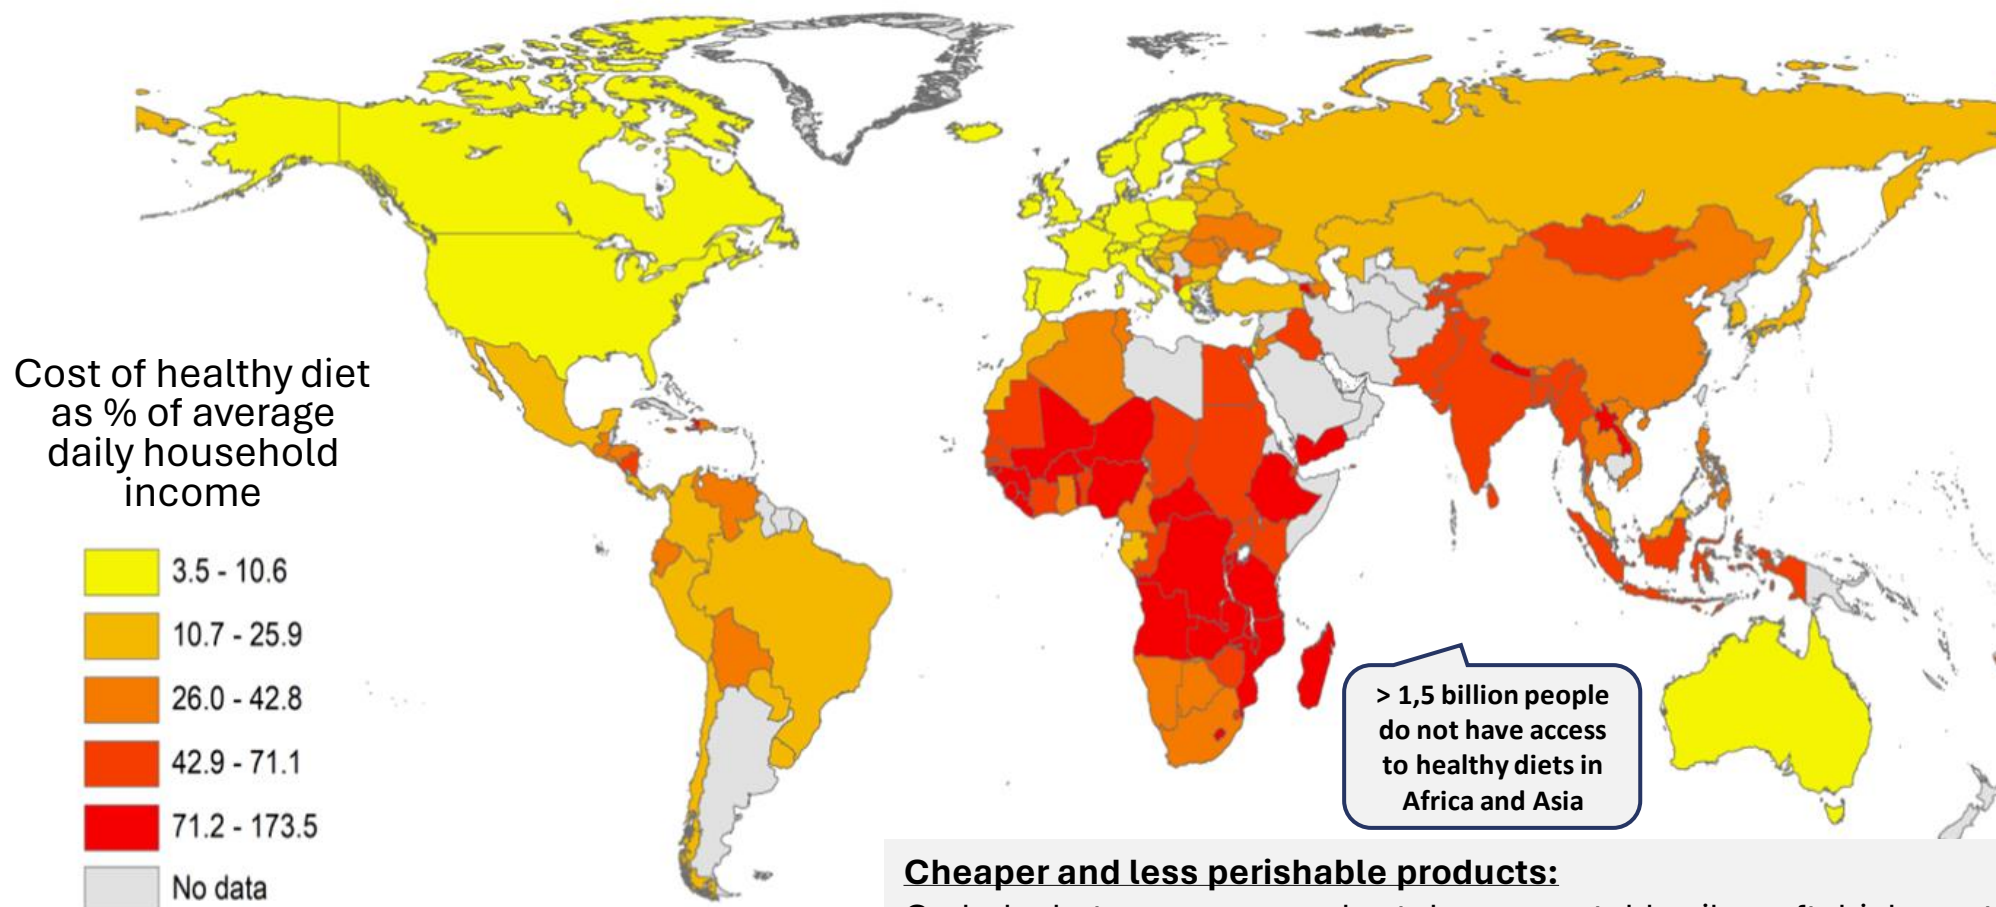 Cost of healthy diet
as % of average
daily household
income
3.5 - 10.6
10.7 - 25.9
26.0 - 42.8
42.9 - 71.1
71.2 - 173.5
No data
> 1,5 billion people
do not have access
to healthy diets in
Africa and Asia
Cheaper and less perishable products: